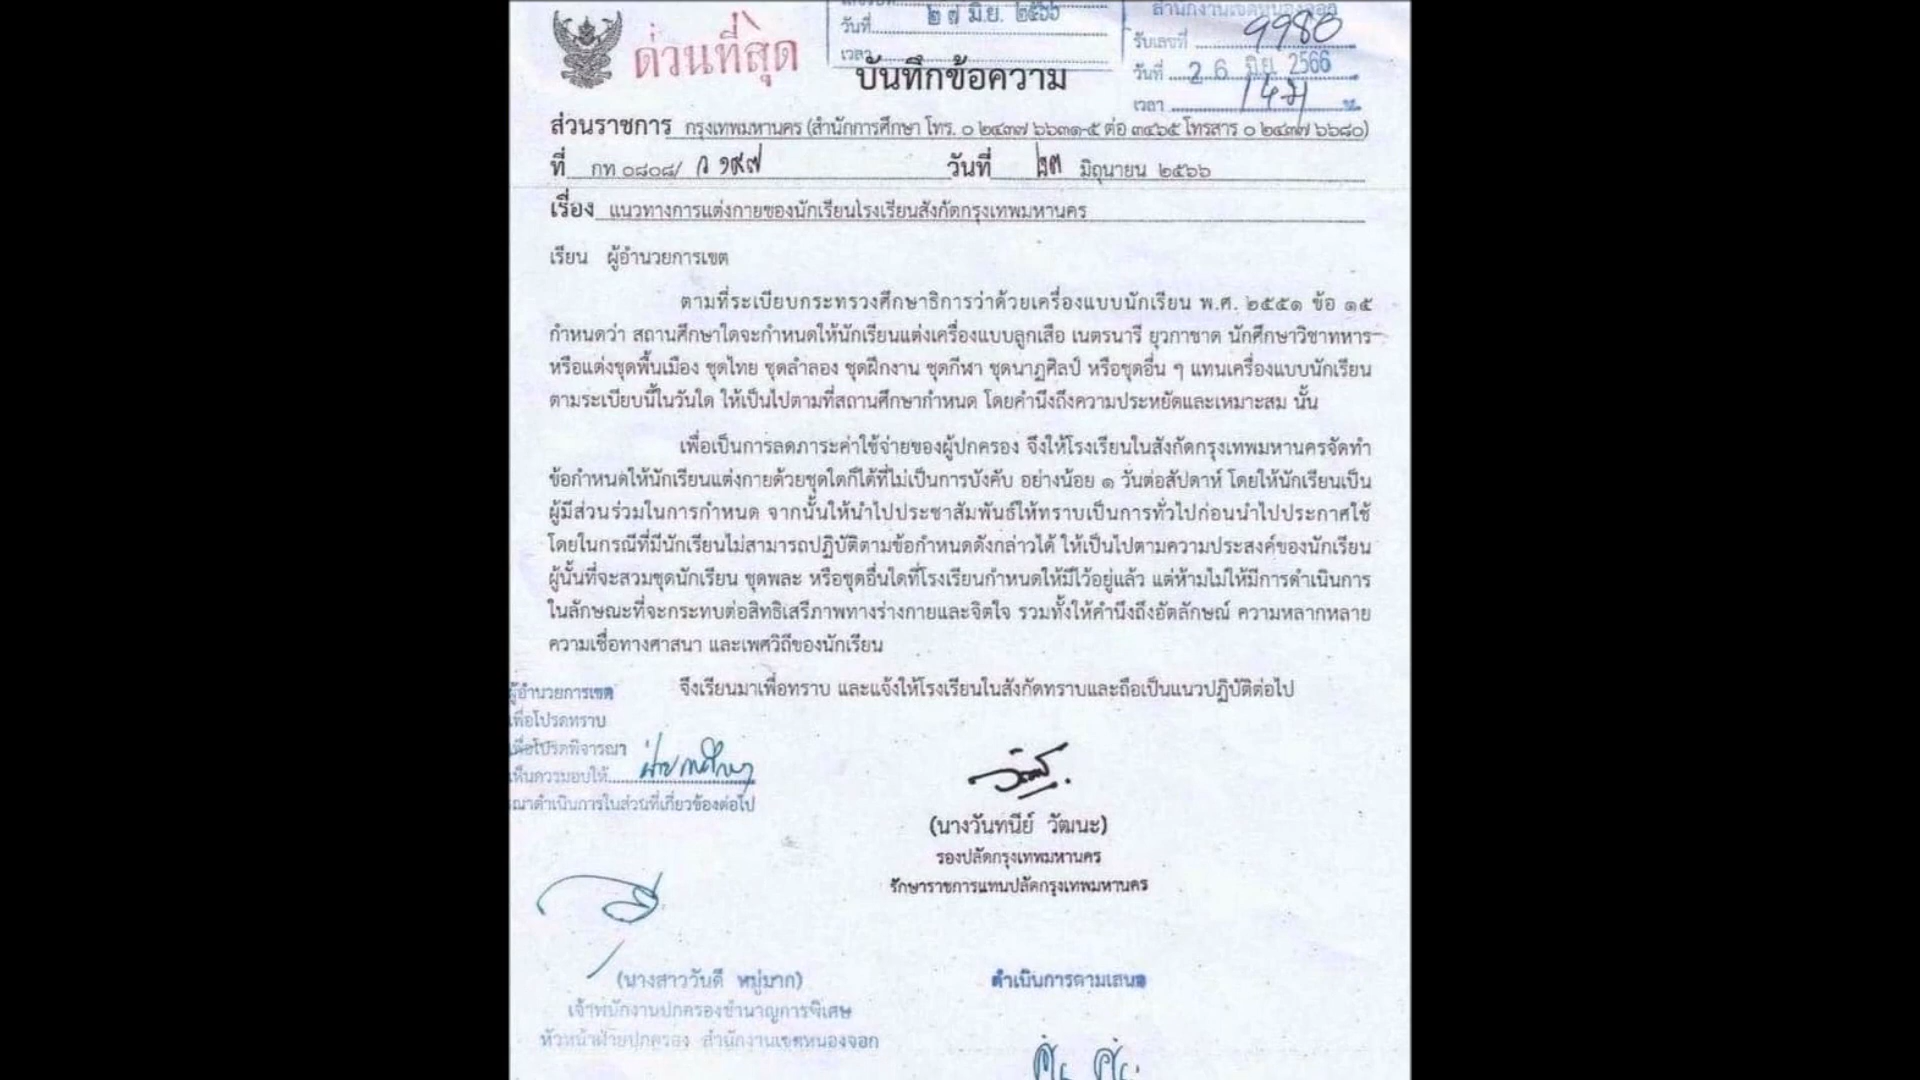 วันที่ ๒๗ มิ.ย. ๒๕๖๖
เวลา
สำนักงานเขตหนองจอก
รับเลขที่ 9980
วันที่ 26 มิ.ย. 2566
เวลา น.
ด่วนที่สุด
บันทึกข้อความ
ส่วนราชการ กรุงเทพมหานคร (สำนักการศึกษา โทร. ๐ ๒๔๓๗ ๖๖๓๑-๕ ต่อ ๓๔๖๕ โทรสาร ๐ ๒๔๓๗ ๖๖๘๐)
ที่ กท ๐๘๐๘/ ว ๑๙๗ วันที่ ๒๓ มิถุนายน ๒๕๖๖
เรื่อง แนวทางการแต่งกายของนักเรียนโรงเรียนสังกัดกรุงเทพมหานคร
เรียน ผู้อำนวยการเขต
ตามที่ระเบียบกระทรวงศึกษาธิการว่าด้วยเครื่องแบบนักเรียน พ.ศ. ๒๕๕๑ ข้อ ๑๕
กำหนดว่า สถานศึกษาใดจะกำหนดให้นักเรียนแต่งเครื่องแบบลูกเสือ เนตรนารี ยุวกาชาด นักศึกษาวิชาทหาร
หรือแต่งชุดพื้นเมือง ชุดไทย ชุดลำลอง ชุดฝึกงาน ชุดกีฬา ชุดนาฏศิลป์ หรือชุดอื่น ๆ แทนเครื่องแบบนักเรียน
ตามระเบียบนี้ในวันใด ให้เป็นไปตามที่สถานศึกษากำหนด โดยคำนึงถึงความประหยัดและเหมาะสม นั้น
เพื่อเป็นการลดภาระค่าใช้จ่ายของผู้ปกครอง จึงให้โรงเรียนในสังกัดกรุงเทพมหานครจัดทำ
ข้อกำหนดให้นักเรียนแต่งกายด้วยชุดใดก็ได้ที่ไม่เป็นการบังคับ อย่างน้อย ๑ วันต่อสัปดาห์ โดยให้นักเรียนเป็น
ผู้มีส่วนร่วมในการกำหนด จากนั้นให้นำไปประชาสัมพันธ์ให้ทราบเป็นการทั่วไปก่อนนำไปประกาศใช้
โดยในกรณีที่มีนักเรียนไม่สามารถปฏิบัติตามข้อกำหนดดังกล่าวได้ ให้เป็นไปตามความประสงค์ของนักเรียน
ผู้นั้นที่จะสวมชุดนักเรียน ชุดพละ หรือชุดอื่นใดที่โรงเรียนกำหนดให้มีไว้อยู่แล้ว แต่ห้ามไม่ให้มีการดำเนินการ
ในลักษณะที่จะกระทบต่อสิทธิเสรีภาพทางร่างกายและจิตใจ รวมทั้งให้คำนึงถึงอัตลักษณ์ ความหลากหลาย
ความเชื่อทางศาสนา และเพศวิถีของนักเรียน
จึงเรียนมาเพื่อทราบ และแจ้งให้โรงเรียนในสังกัดทราบและถือเป็นแนวปฏิบัติต่อไป
ผู้อำนวยการเขต
เพื่อโปรดทราบ
เพื่อโปรดพิจารณา
เห็นควรมอบให้ ฝ่ายการศึกษา
ณาดำเนินการในส่วนที่เกี่ยวข้องต่อไป
(นางวันทนีย์ วัฒนะ)
รองปลัดกรุงเทพมหานคร
รักษาราชการแทนปลัดกรุงเทพมหานคร
(นางสาววันดี หมู่มาก)
เจ้าพนักงานปกครองชำนาญการพิเศษ
หัวหน้าฝ่ายปกครอง สำนักงานเขตหนองจอก
ดำเนินการตามเสนอ